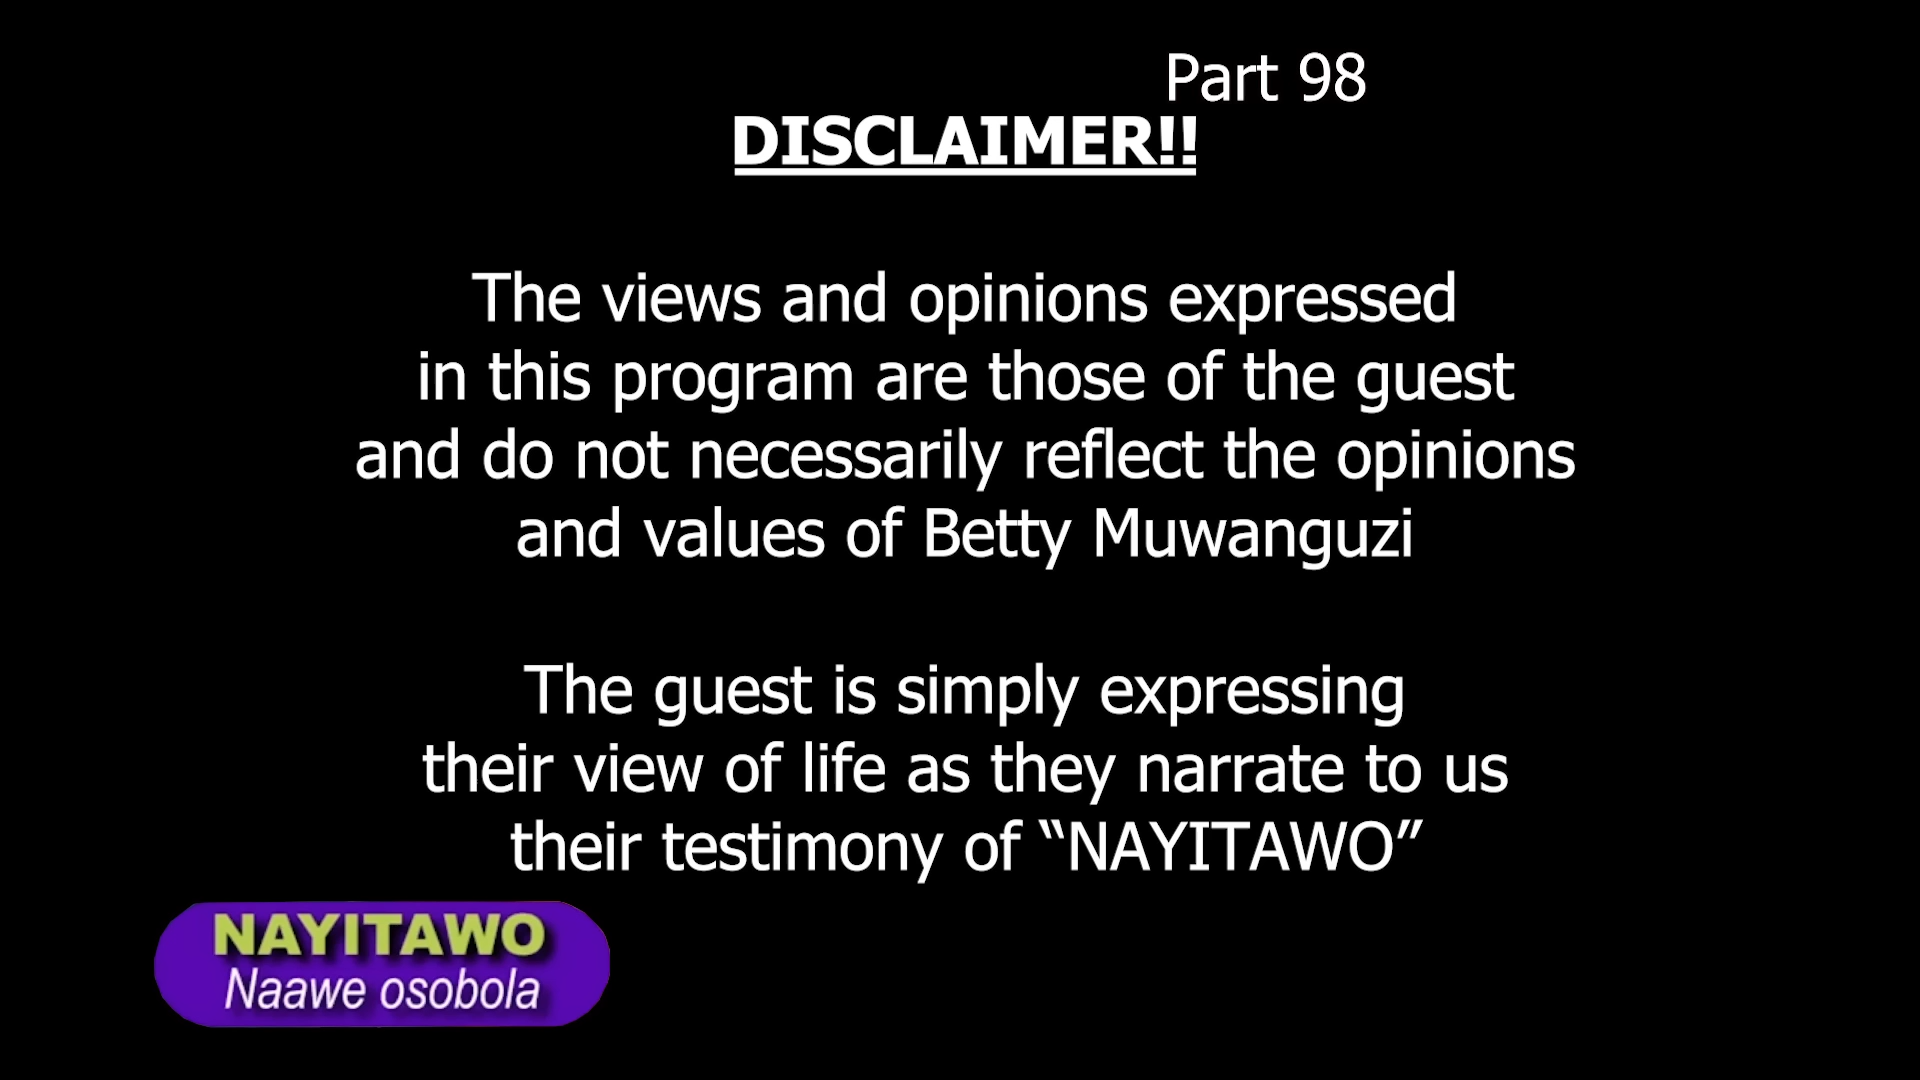 Part 98
DISCLAIMER!!
The views and opinions expressed
in this program are those of the guest
and do not necessarily reflect the opinions
and values of Betty Muwanguzi
The guest is simply expressing
their view of life as they narrate to us
their testimony of “NAYITAWO”
NAYITAWO
Naawe osobola